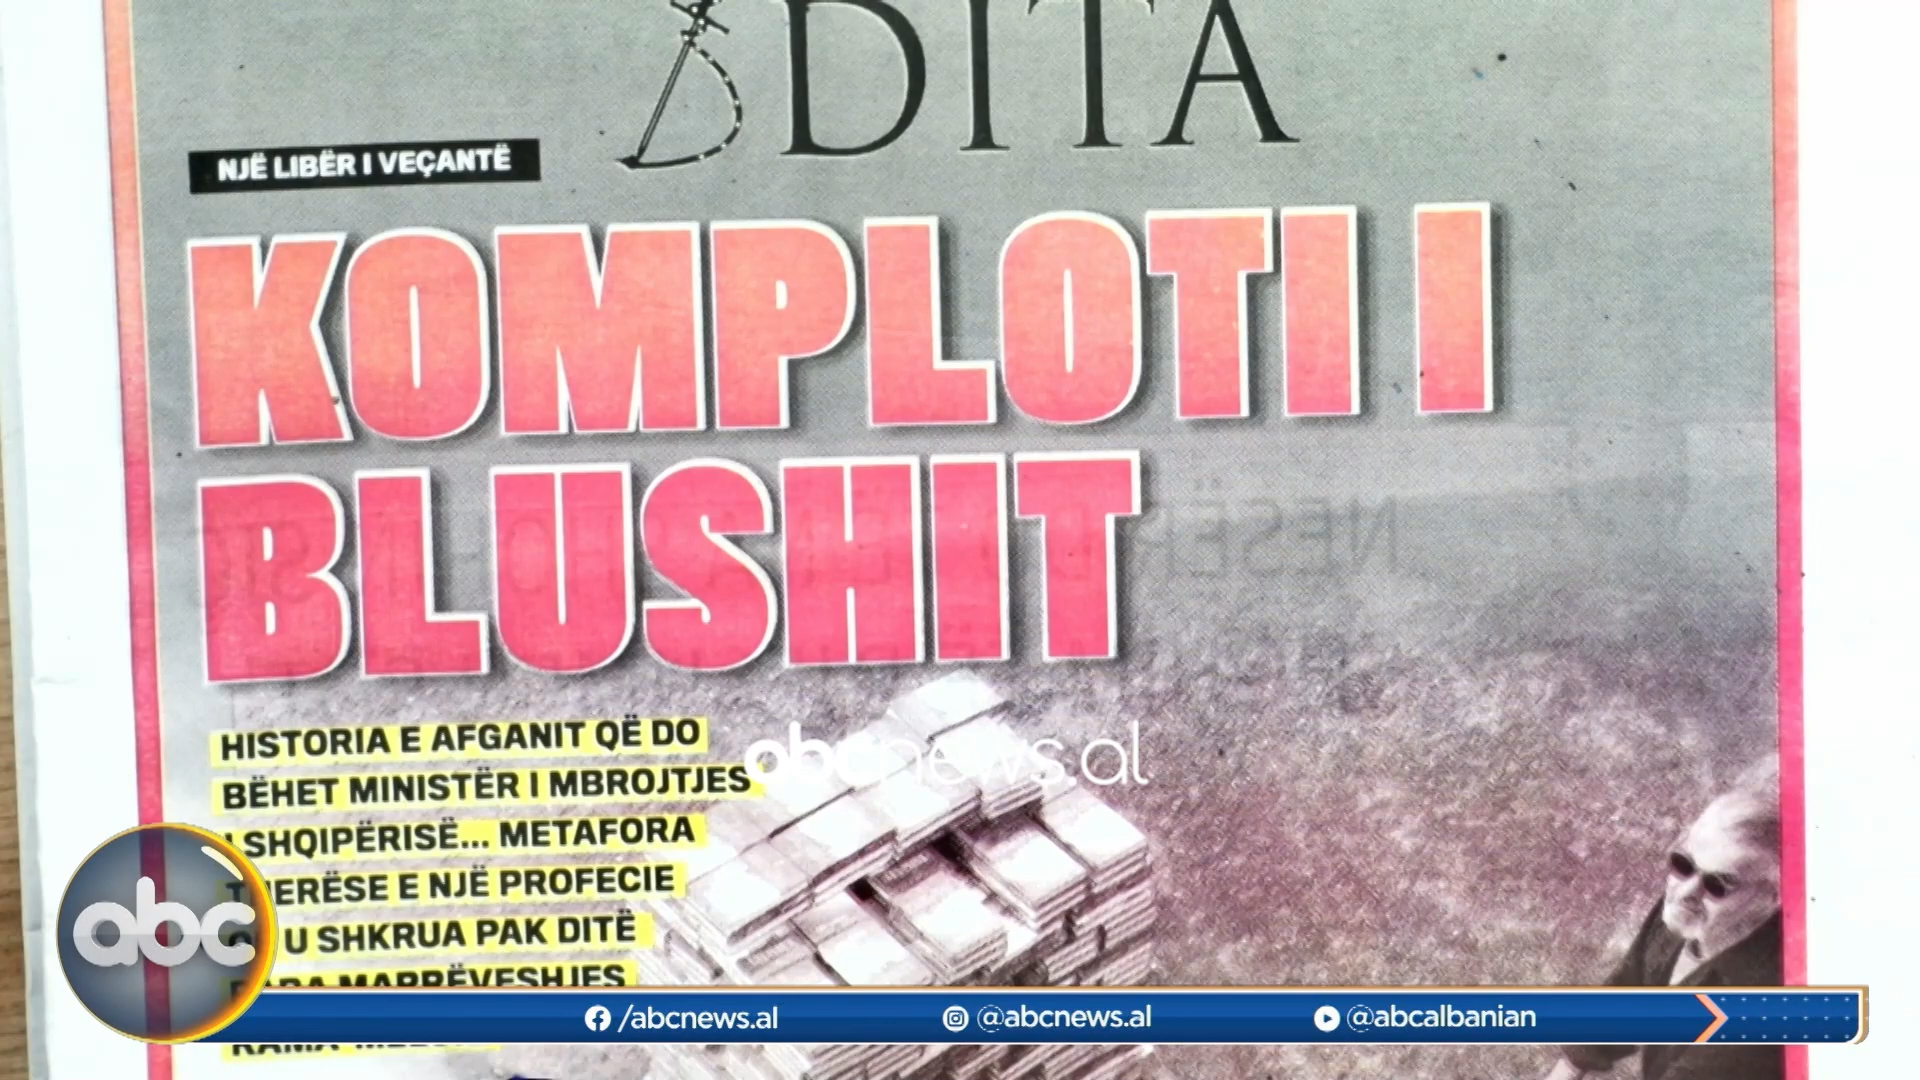 DITA
NJË LIBËR I VEÇANTË
KOMPLOTI I
BLUSHIT
HISTORIA E AFGANIT QË DO
BËHET MINISTËR I MBROJTJES
I SHQIPËRISË... METAFORA
E NJË PROFECIE
U SHKRUA PAK DITË
MARRËVESHJES
abcnews.al
abc
/abcnews.al
@abcnews.al
@abcalbanian